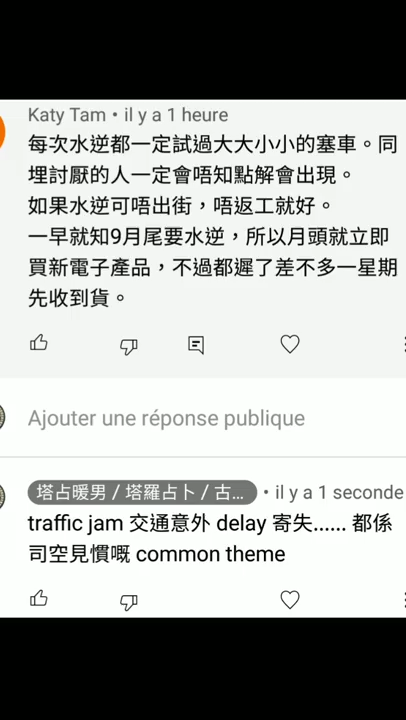 Katy Tam • il y a 1 heure
每次水逆都一定試過大大小小的塞車。同
埋討厭的人一定會唔知點解會出現。
如果水逆可唔出街，唔返工就好。
一早就知9月尾要水逆，所以月頭就立即
買新電子產品，不過都遲了差不多一星期
先收到貨。
Ajouter une réponse publique
塔占暖男 / 塔羅占卜 / 古... • il y a 1 seconde
traffic jam 交通意外 delay 寄失...... 都係
司空見慣嘅 common theme